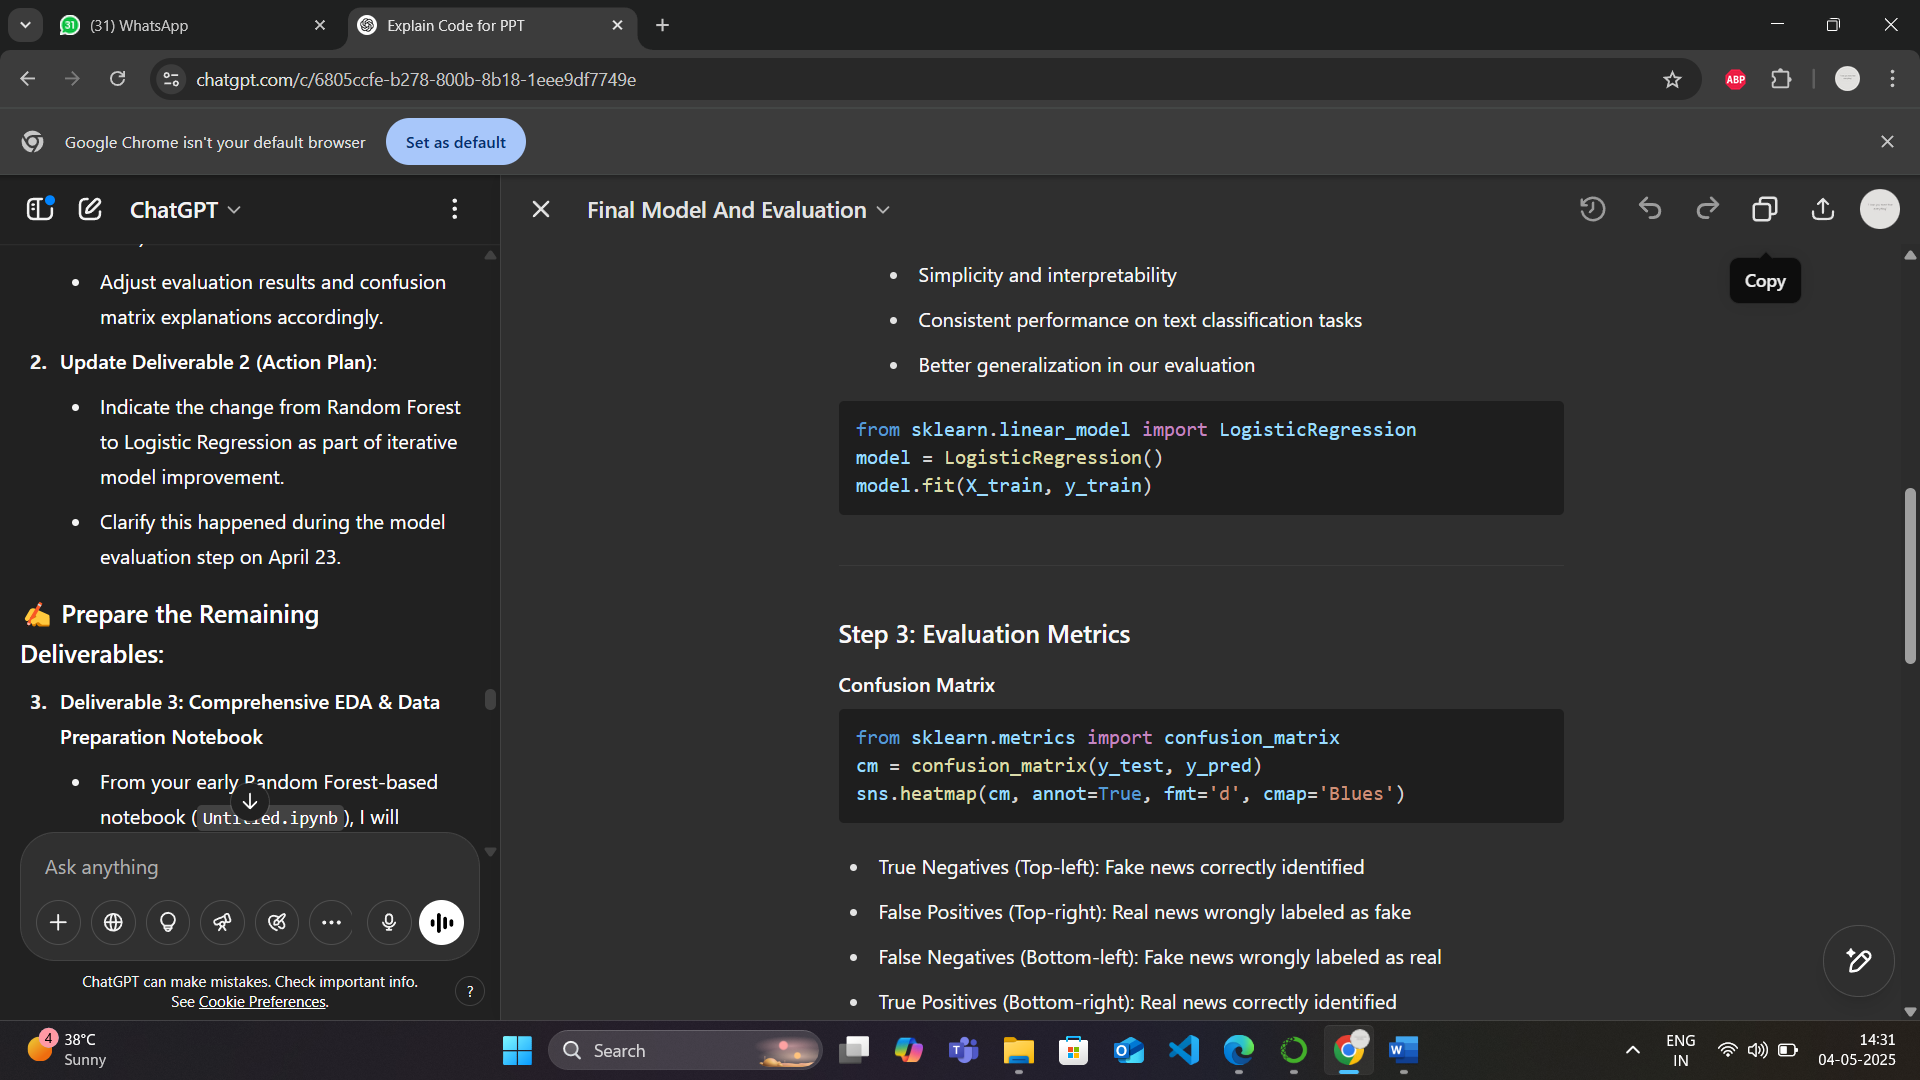 (31) WhatsApp
Explain Code for PPT
chatgpt.com/c/6805ccfe-b278-800b-8b18-1eee9df7749e
ABP
Google Chrome isn't your default browser
Set as default
ChatGPT
Adjust evaluation results and confusion
matrix explanations accordingly.
2. Update Deliverable 2 (Action Plan):
Indicate the change from Random Forest
to Logistic Regression as part of iterative
model improvement.
Clarify this happened during the model
evaluation step on April 23.
✍️ Prepare the Remaining
Deliverables:
3. Deliverable 3: Comprehensive EDA & Data
Preparation Notebook
From your early Random Forest-based
notebook (Untitled.ipynb), I will
Ask anything
ChatGPT can make mistakes. Check important info.
See Cookie Preferences.
?
Final Model And Evaluation
Copy
Simplicity and interpretability
Consistent performance on text classification tasks
Better generalization in our evaluation
from sklearn.linear_model import LogisticRegression
model = LogisticRegression()
model.fit(X_train, y_train)
Step 3: Evaluation Metrics
Confusion Matrix
from sklearn.metrics import confusion_matrix
cm = confusion_matrix(y_test, y_pred)
sns.heatmap(cm, annot=True, fmt='d', cmap='Blues')
True Negatives (Top-left): Fake news correctly identified
False Positives (Top-right): Real news wrongly labeled as fake
False Negatives (Bottom-left): Fake news wrongly labeled as real
True Positives (Bottom-right): Real news correctly identified
4
38°C
Sunny
Search
ENG
IN
14:31
04-05-2025